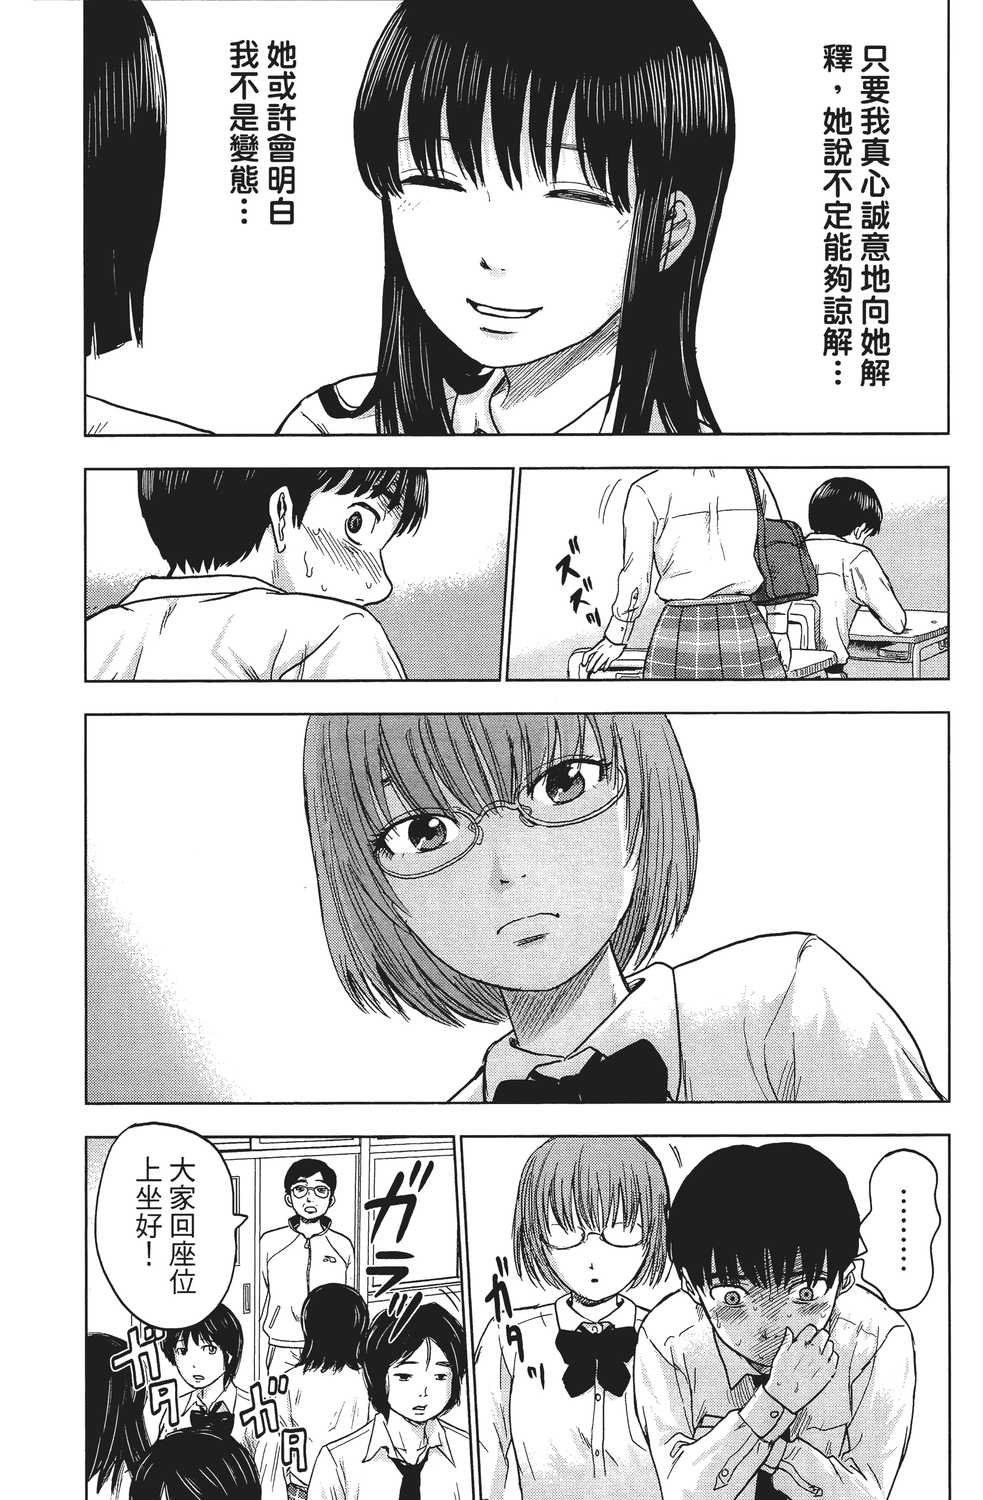 只要我真心誠意地向她解
釋，她說不定能夠諒解…
她或許會明白
我不是變態…
ズズッ
………
ガタ
ガラッ
大家回座位
上坐好！
ガタ
ガタ